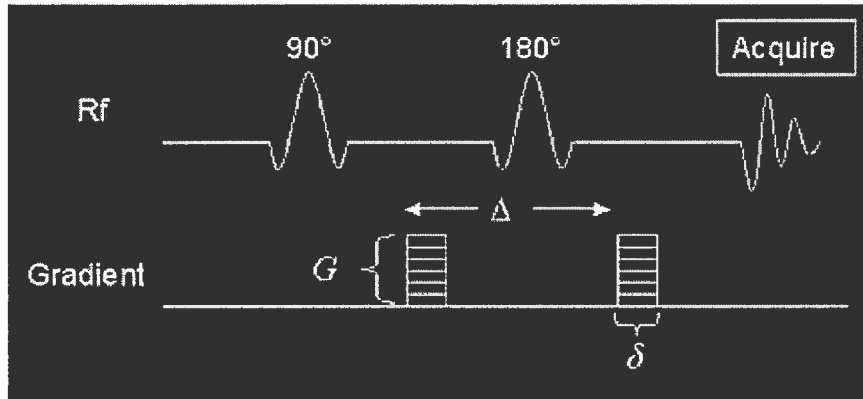 90° 180° Acquire
Rf
Δ
G
Gradient
δ